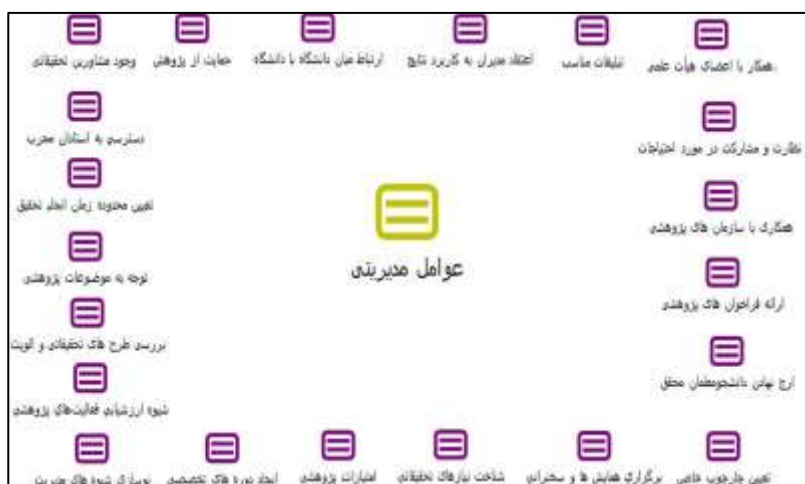 همکار با اعضای هیأت علمی
تبلیغات مناسب
اعتقاد مدیران به کاربرد نتایج
ارتباط میان دانشگاه با دانشگاه
حمایت از پژوهش
وجود مشاورین تحقیقاتی
نظارت و مشارکت در مورد احتیاجات
دسترسی به استادان مجرب
همکاری با سازمان های پژوهشی
تعیین محدوده زمان انجام تحقیق
عوامل مدیریتی
ارائه فراخوان های پژوهشی
توجه به موضوعات پژوهشی
ارج نهادن دانشجومعلمان محقق
بررسی طرح های تحقیقاتی و الویت
شیوه ارزشیابی فعالیت‌های پژوهشی
تعیین چارچوب خاص
برگزاری همایش ها و سخنرانی
شناخت نیازهای تحقیقاتی
امتیازات پژوهشی
ایجاد دوره های تخصصی
نوسازی شیوه های مدیریت